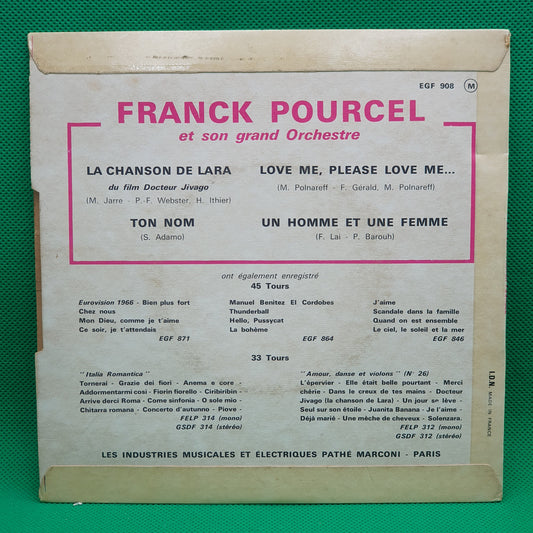 EGF 908 M
FRANCK POURCEL
et son grand Orchestre
LA CHANSON DE LARA
du film Docteur Jivago
(M. Jarre - P.-F. Webster, H. Ithier)
LOVE ME, PLEASE LOVE ME...
(M. Polnareff - F. Gérald, M. Polnareff)
TON NOM
(S. Adamo)
UN HOMME ET UNE FEMME
(F. Lai - P. Barouh)
ont également enregistré
45 Tours
Eurovision 1966 - Bien plus fort
Chez nous
Mon Dieu, comme je t'aime
Ce soir, je t'attendais
EGF 871
Manuel Benitez El Cordobes
Thunderball
Hello, Pussycat
La bohème
EGF 864
J'aime
Scandale dans la famille
Quand on est ensemble
Le ciel, le soleil et la mer
EGF 846
33 Tours
"Italia Romantica"
Tornerai - Grazie dei fiori - Anema e core -
Addormentarmi cosi - Fiorin fiorello - Ciribiribin -
Arrive derci Roma - Come sinfonia - O sole mio -
Chitarra romana - Concerto d'autunno - Piove -
FELP 314 (mono)
GSDF 314 (stéréo)
"Amour, danse et violons" (N° 26)
L'épervier - Elle était belle pourtant - Merci
chérie - Dans le creux de tes mains - Docteur
Jivago (la chanson de Lara) - Un jour se lève -
Seul sur son étoile - Juanita Banana - Je l'aime -
Déjà marié - Une mèche de cheveux - Solenzara.
FELP 312 (mono)
GSDF 312 (stéréo)
LES INDUSTRIES MUSICALES ET ÉLECTRIQUES PATHÉ MARCONI - PARIS
I.D.N. MADE IN FRANCE